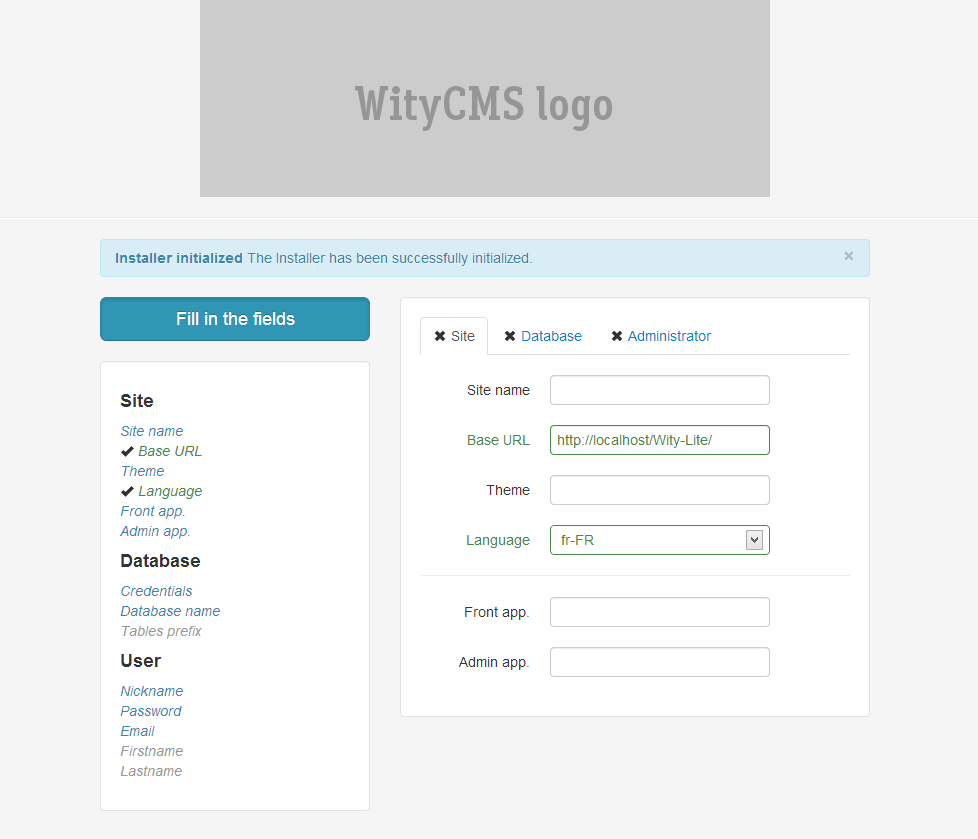 WityCMS logo
Installer initialized The Installer has been successfully initialized. ×
Fill in the fields
Site
Site name
Base URL
Theme
Language
Front app.
Admin app.
Database
Credentials
Database name
Tables prefix
User
Nickname
Password
Email
Firstname
Lastname
Site Database Administrator
Site name
Base URL http://localhost/Wity-Lite/
Theme
Language fr-FR
Front app.
Admin app.